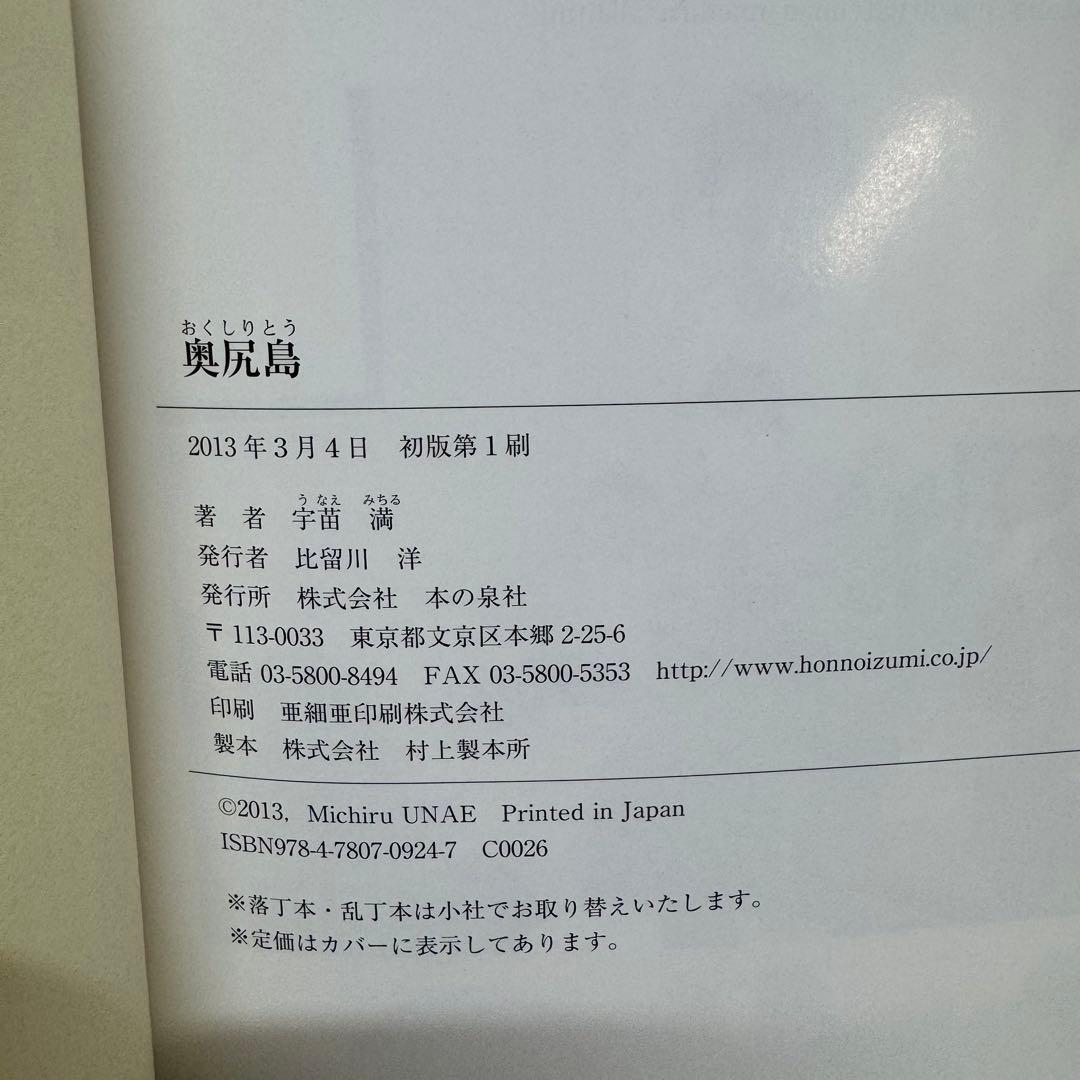 おくしりとう
奥尻島
2013年3月4日　初版第1刷
うなえ　みちる
著　者　宇苗　満
発行者　比留川　洋
発行所　株式会社　本の泉社
〒113-0033　東京都文京区本郷2-25-6
電話 03-5800-8494　FAX 03-5800-5353　http://www.honnoizumi.co.jp/
印刷　亜細亜印刷株式会社
製本　株式会社　村上製本所
©2013, Michiru UNAE　Printed in Japan
ISBN978-4-7807-0924-7　C0026
※落丁本・乱丁本は小社でお取り替えいたします。
※定価はカバーに表示してあります。